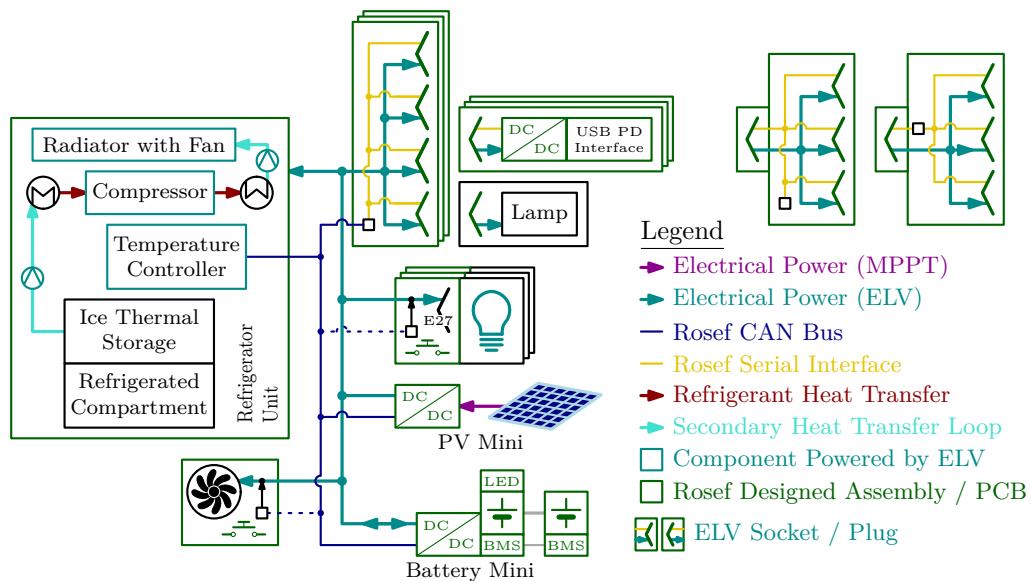 Radiator with Fan
Compressor
Temperature
Controller
Ice Thermal
Storage
Refrigerated
Compartment
Refrigerator
Unit
DC
DC
USB PD
Interface
Lamp
E27
DC
DC
PV Mini
LED
DC
DC
BMS
BMS
Battery Mini
Legend
Electrical Power (MPPT)
Electrical Power (ELV)
Rosef CAN Bus
Rosef Serial Interface
Refrigerant Heat Transfer
Secondary Heat Transfer Loop
Component Powered by ELV
Rosef Designed Assembly / PCB
ELV Socket / Plug